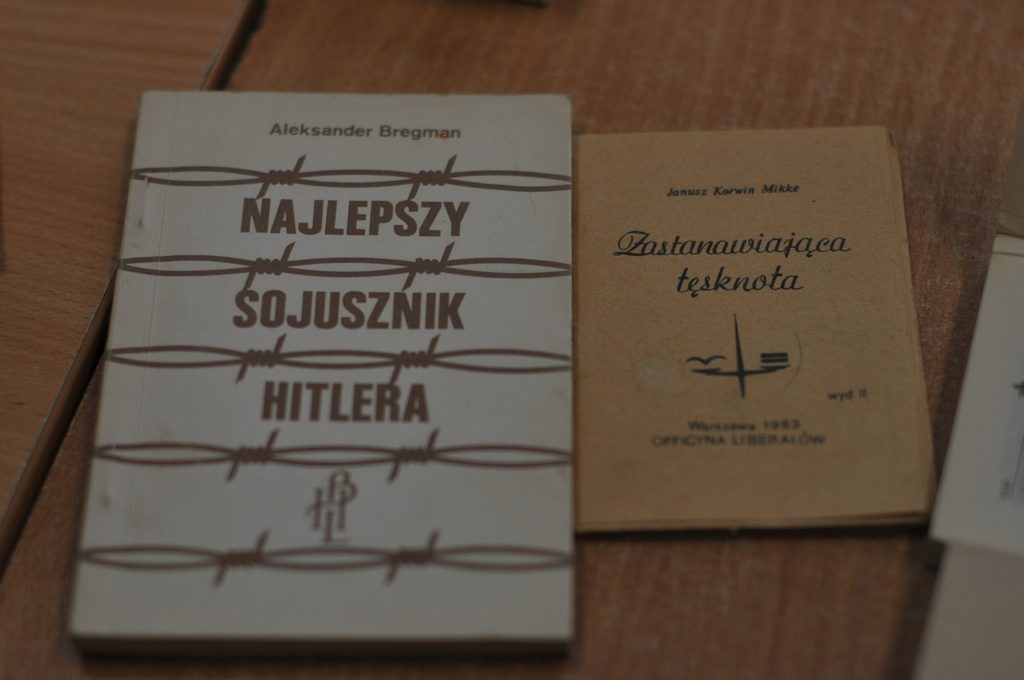 Aleksander Bregman
NAJLEPSZY
SOJUSZNIK
HITLERA
Janusz Korwin Mikke
Zastanawiająca
tęsknota
wyd II
Warszawa 1983
OFFICYNA LIBERAŁÓW